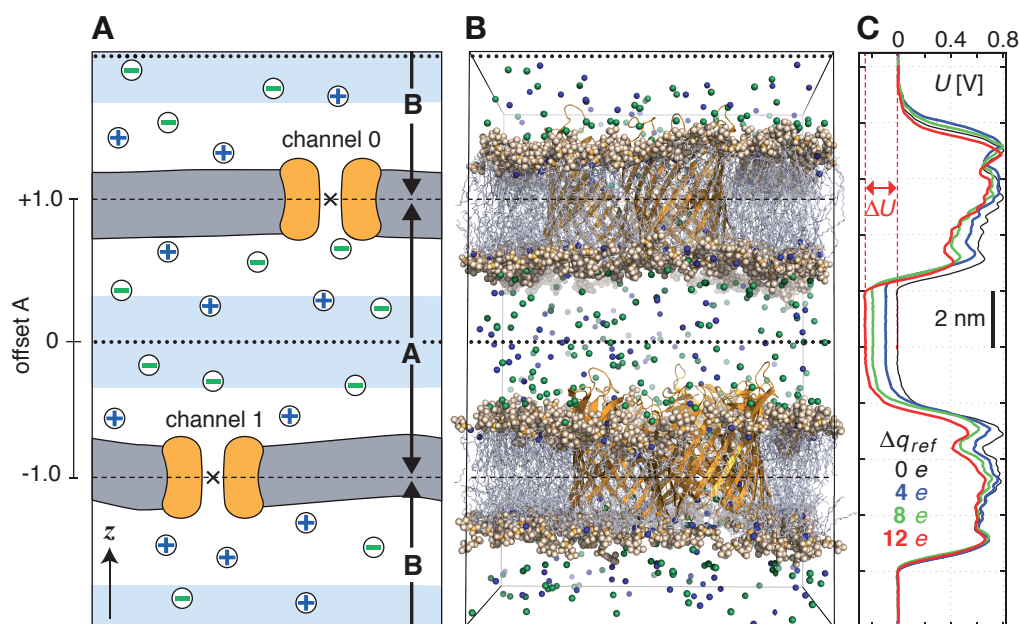 A
B
channel 0
+1.0
offset A
0
A
channel 1
-1.0
z
B
B
C
0 0.4 0.8
U [V]
ΔU
2 nm
Δq_ref
0 e
4 e
8 e
12 e